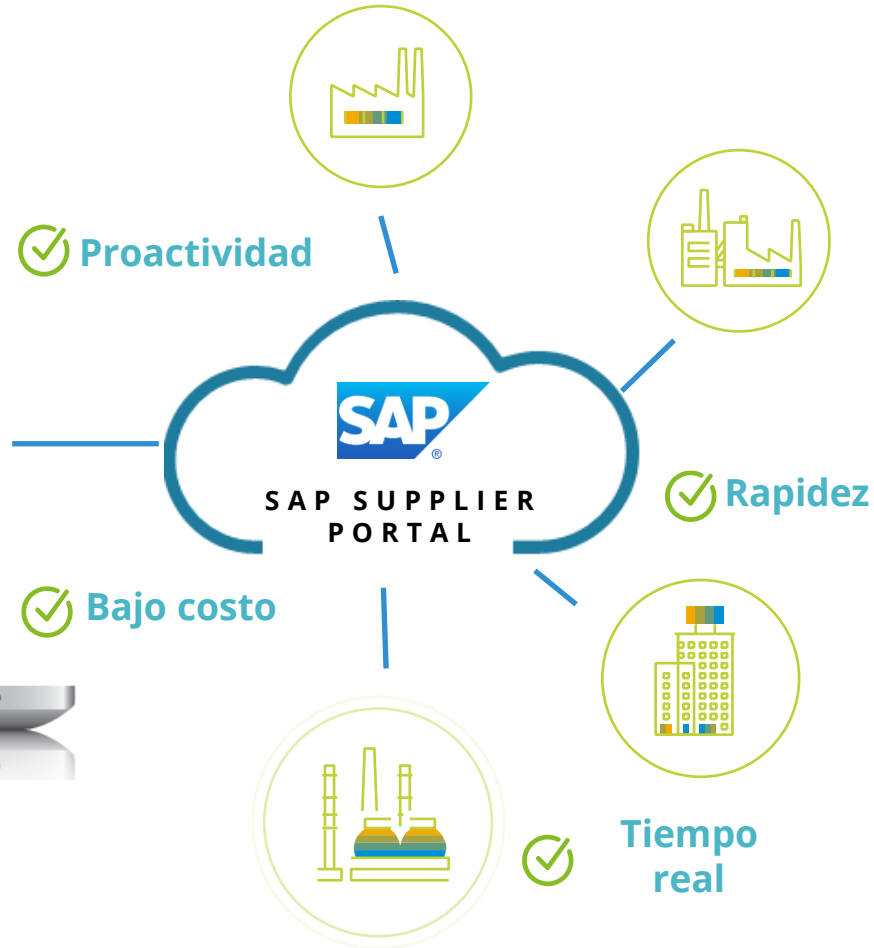 Proactividad
SAP
®
SAP SUPPLIER
PORTAL
Rapidez
Bajo costo
Tiempo
real